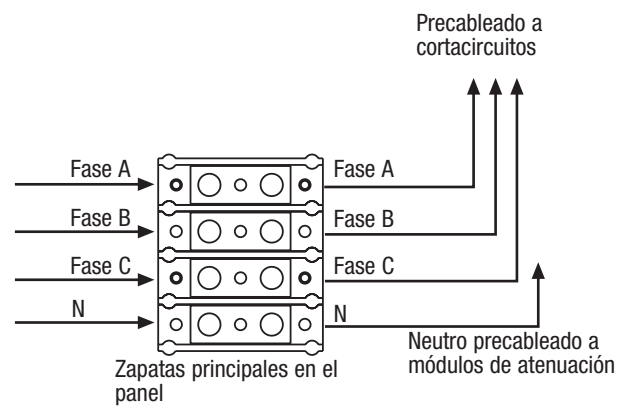 Precableado a
cortacircuitos
Fase A
Fase A
Fase B
Fase B
Fase C
Fase C
N
N
Zapatas principales en el
panel
Neutro precableado a
módulos de atenuación